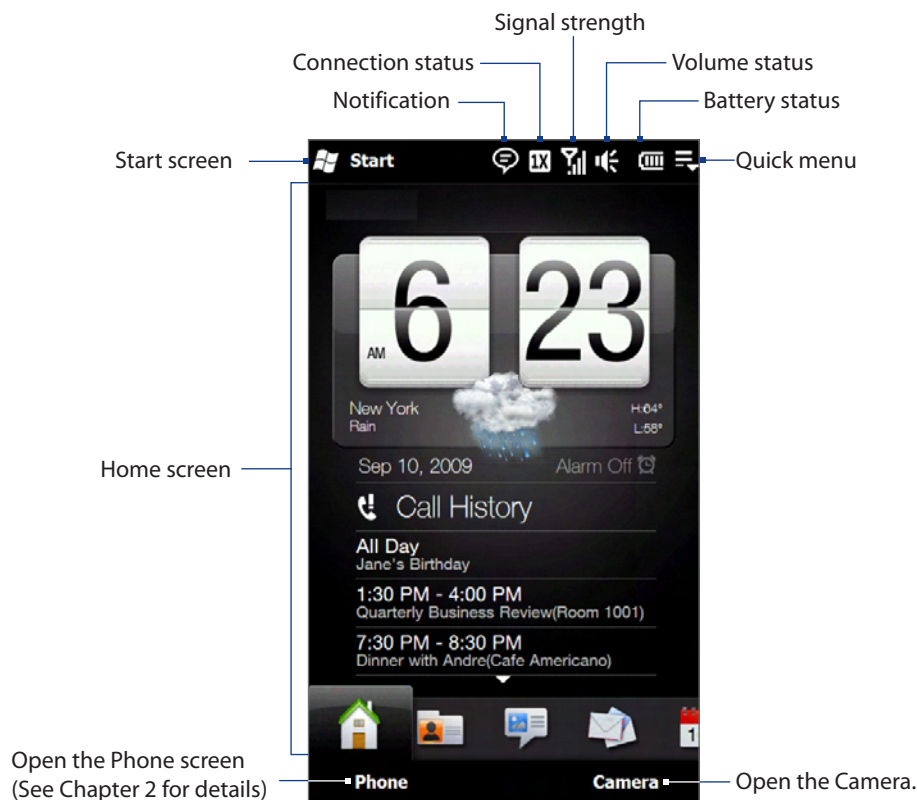 Signal strength
Connection status
Volume status
Notification
Battery status
Start screen
Start
1X
Quick menu
6
23
AM
New York
H:64°
Rain
L:58°
Home screen
Sep 10, 2009
Alarm Off
Call History
All Day
Jane's Birthday
1:30 PM - 4:00 PM
Quarterly Business Review(Room 1001)
7:30 PM - 8:30 PM
Dinner with Andre(Cafe Americano)
1
Open the Phone screen
(See Chapter 2 for details)
Phone
Camera
Open the Camera.